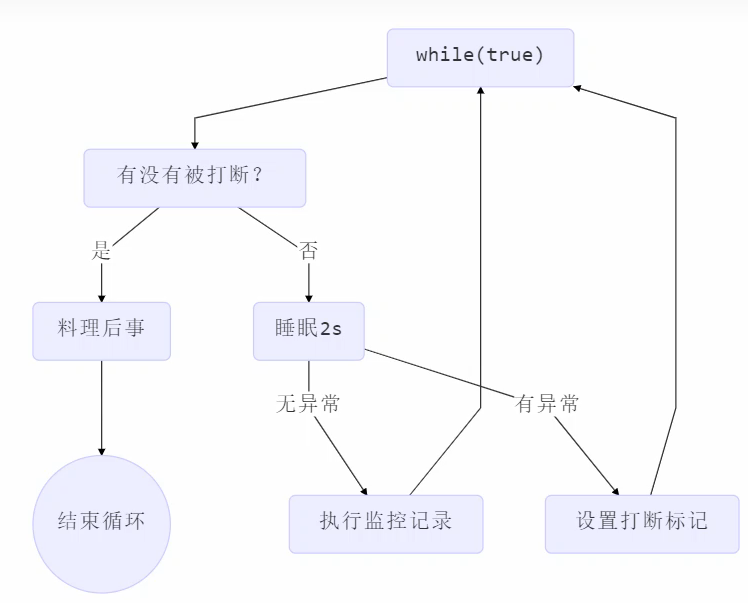 while(true)
有没有被打断？
是
否
料理后事
睡眠2s
无异常
有异常
结束循环
执行监控记录
设置打断标记